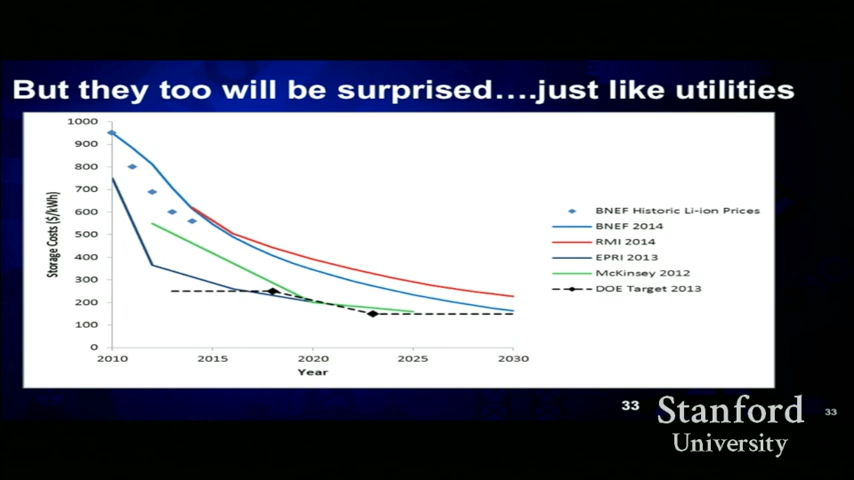 But they too will be surprised....just like utilities
1000
900
800
700
600
500
400
300
200
100
0
Storage Costs ($/kWh)
2010
2015
2020
2025
2030
Year
BNEF Historic Li-ion Prices
BNEF 2014
RMI 2014
EPRI 2013
McKinsey 2012
DOE Target 2013
33
Stanford
University
33